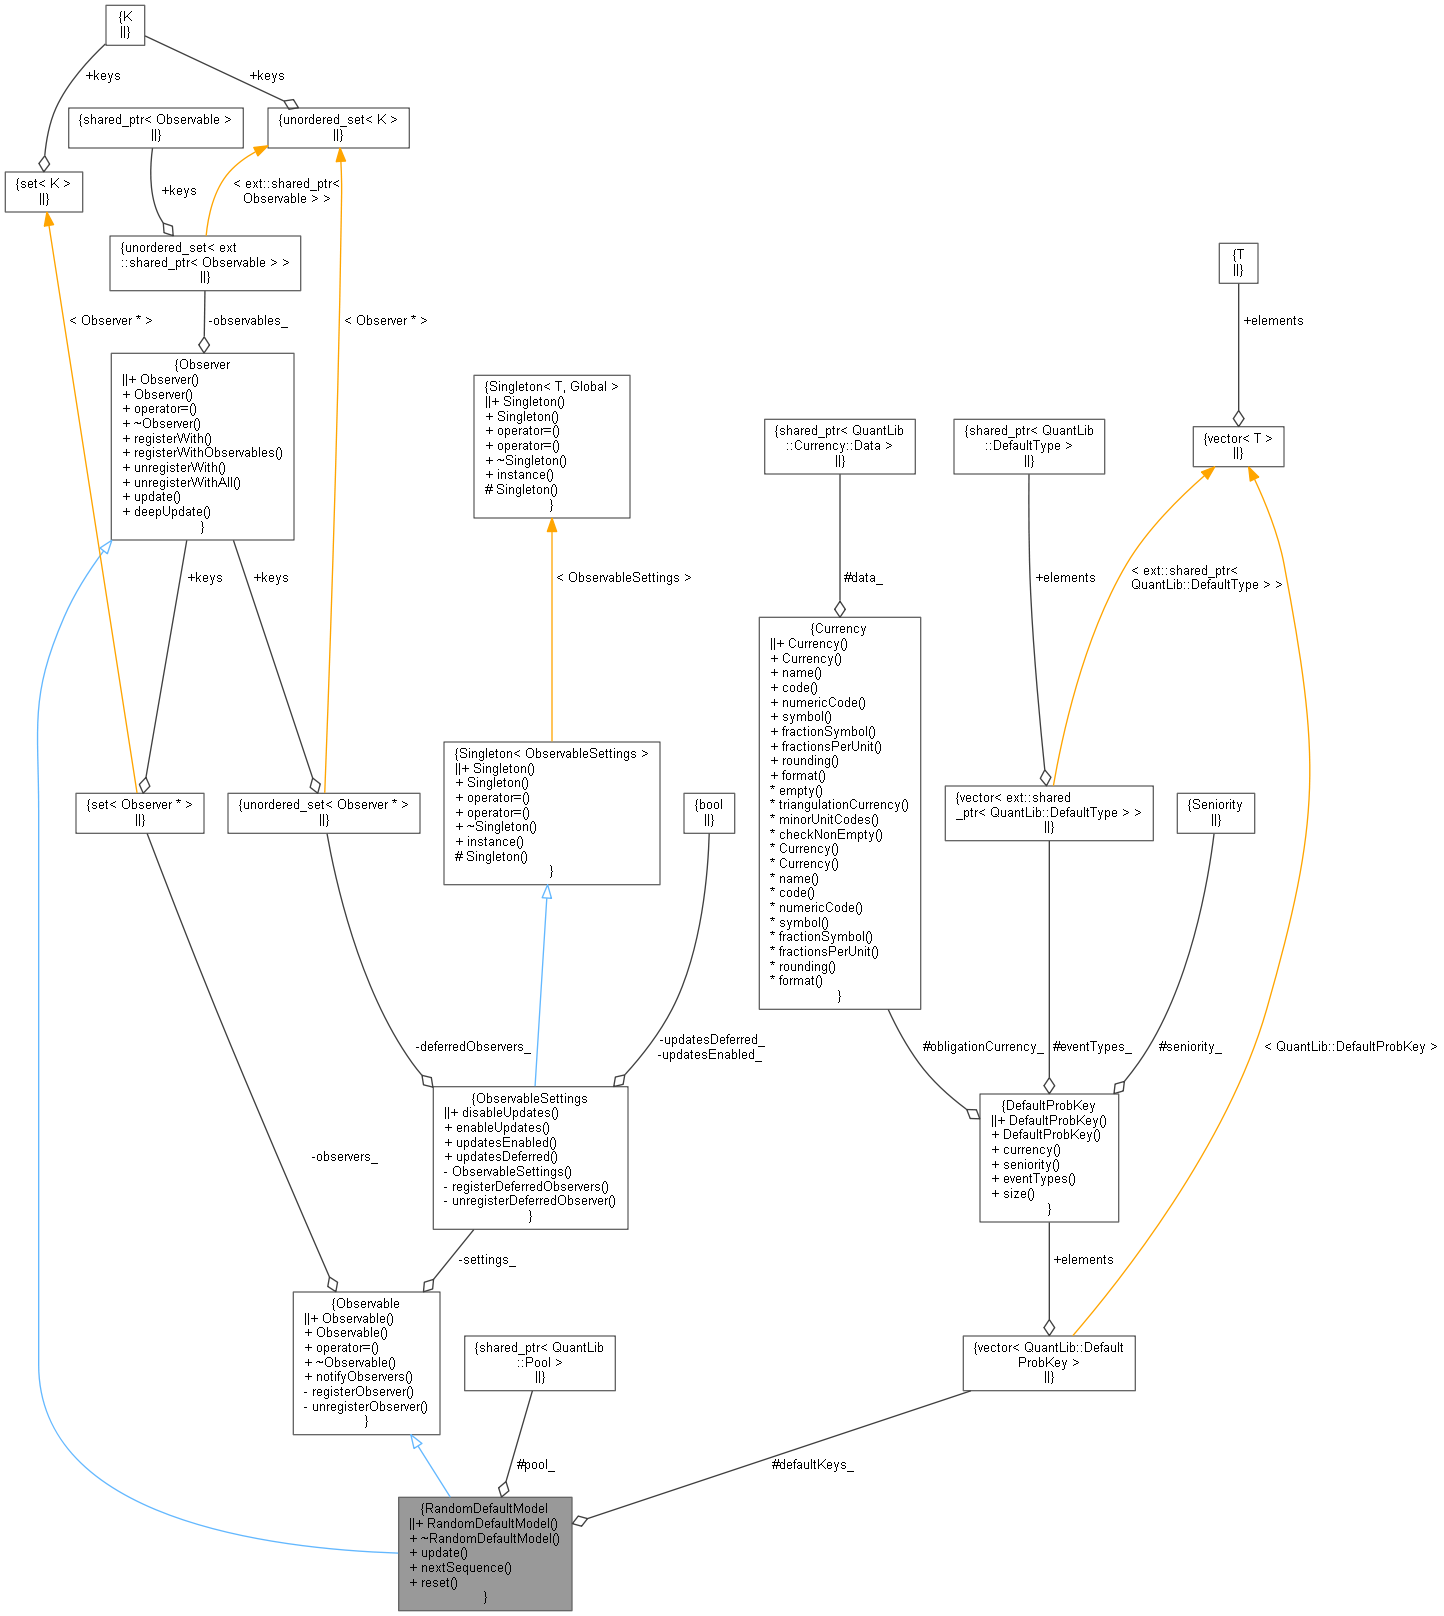 {K
||}
+keys
+keys
{shared_ptr< Observable >
||}
{unordered_set< K >
||}
{set< K >
||}
+keys
< ext::shared_ptr<
Observable > >
{unordered_set< ext
::shared_ptr< Observable > >
||}
{T
||}
< Observer * >
-observables_
< Observer * >
+elements
{Observer
||+ Observer()
+ Observer()
+ operator=()
+ ~Observer()
+ registerWith()
+ registerWithObservables()
+ unregisterWith()
+ unregisterWithAll()
+ update()
+ deepUpdate()
}
{Singleton< T, Global >
||+ Singleton()
+ Singleton()
+ operator=()
+ operator=()
+ ~Singleton()
+ instance()
# Singleton()
}
{shared_ptr< QuantLib
::Currency::Data >
||}
{shared_ptr< QuantLib
::DefaultType >
||}
{vector< T >
||}
+keys
+keys
< ObservableSettings >
#data_
+elements
< ext::shared_ptr<
QuantLib::DefaultType > >
{Currency
||+ Currency()
+ Currency()
+ name()
+ code()
+ numericCode()
+ symbol()
+ fractionSymbol()
+ fractionsPerUnit()
+ rounding()
+ format()
* empty()
* triangulationCurrency()
* minorUnitCodes()
* checkNonEmpty()
* Currency()
* Currency()
* name()
* code()
* numericCode()
* symbol()
* fractionSymbol()
* fractionsPerUnit()
* rounding()
* format()
}
{set< Observer * >
||}
{unordered_set< Observer * >
||}
{Singleton< ObservableSettings >
||+ Singleton()
+ Singleton()
+ operator=()
+ operator=()
+ ~Singleton()
+ instance()
# Singleton()
}
{bool
||}
{vector< ext::shared
_ptr< QuantLib::DefaultType > >
||}
{Seniority
||}
-deferredObservers_
-updatesDeferred_
-updatesEnabled_
#obligationCurrency_
#eventTypes_
#seniority_
< QuantLib::DefaultProbKey >
-observers_
{ObservableSettings
||+ disableUpdates()
+ enableUpdates()
+ updatesEnabled()
+ updatesDeferred()
- ObservableSettings()
- registerDeferredObservers()
- unregisterDeferredObserver()
}
{DefaultProbKey
||+ DefaultProbKey()
+ DefaultProbKey()
+ currency()
+ seniority()
+ eventTypes()
+ size()
}
-settings_
+elements
{Observable
||+ Observable()
+ Observable()
+ operator=()
+ ~Observable()
+ notifyObservers()
- registerObserver()
- unregisterObserver()
}
{shared_ptr< QuantLib
::Pool >
||}
{vector< QuantLib::Default
ProbKey >
||}
#pool_
#defaultKeys_
{RandomDefaultModel
||+ RandomDefaultModel()
+ ~RandomDefaultModel()
+ update()
+ nextSequence()
+ reset()
}